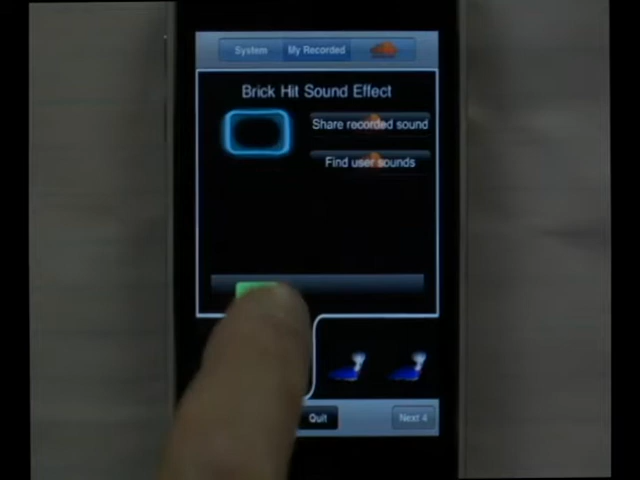 System
My Recorded
Brick Hit Sound Effect
Share recorded sound
Find user sounds
Quit
Next 4